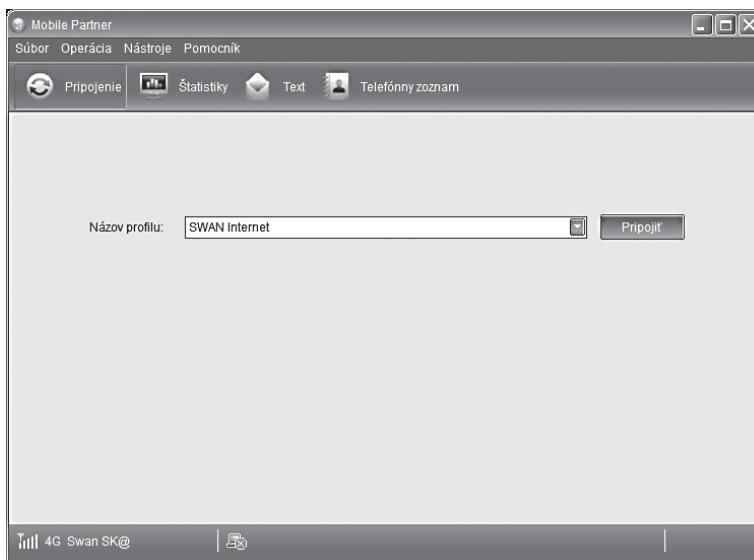 Mobile Partner
Súbor Operácia Nástroje Pomocník
Pripojenie Štatistiky Text Telefónny zoznam
Názov profilu: SWAN Internet Pripojiť
4G Swan SK@